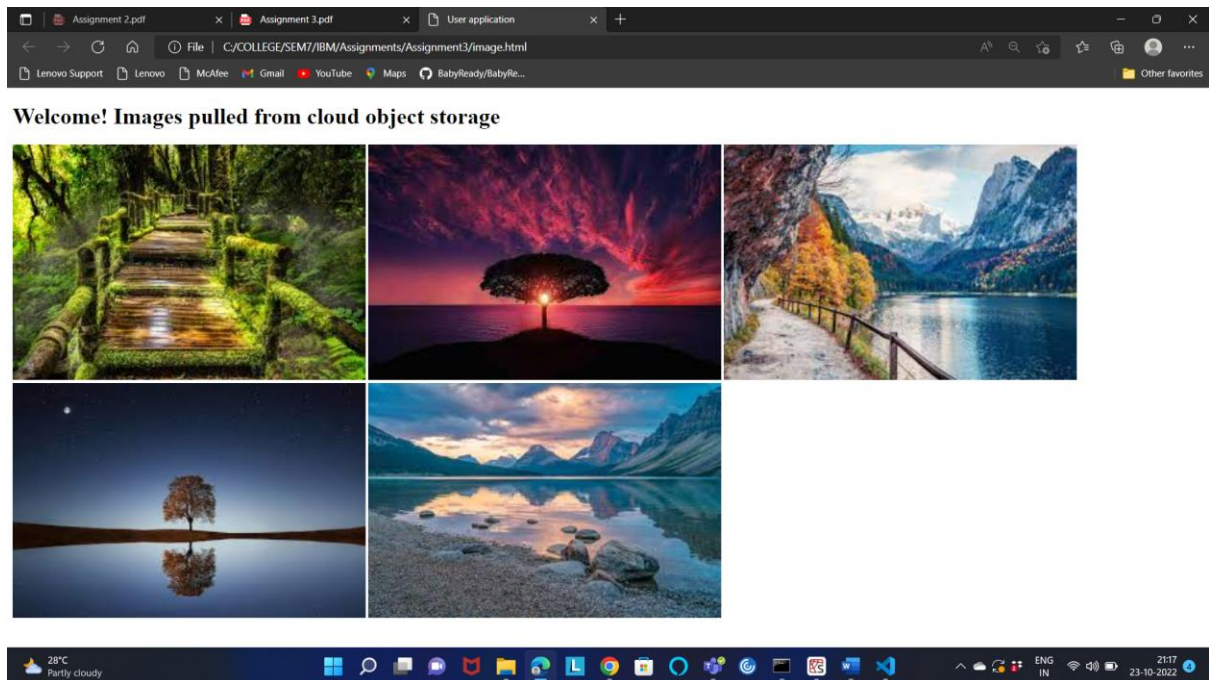 Assignment 2.pdf
Assignment 3.pdf
User application
File | C:/COLLEGE/SEM7/IBM/Assignments/Assignment3/image.html
Lenovo Support
Lenovo
McAfee
Gmail
YouTube
Maps
BabyReady/BabyRe...
Other favorites
Welcome! Images pulled from cloud object storage
28°C
Partly cloudy
ENG
IN
21:17
23-10-2022
4